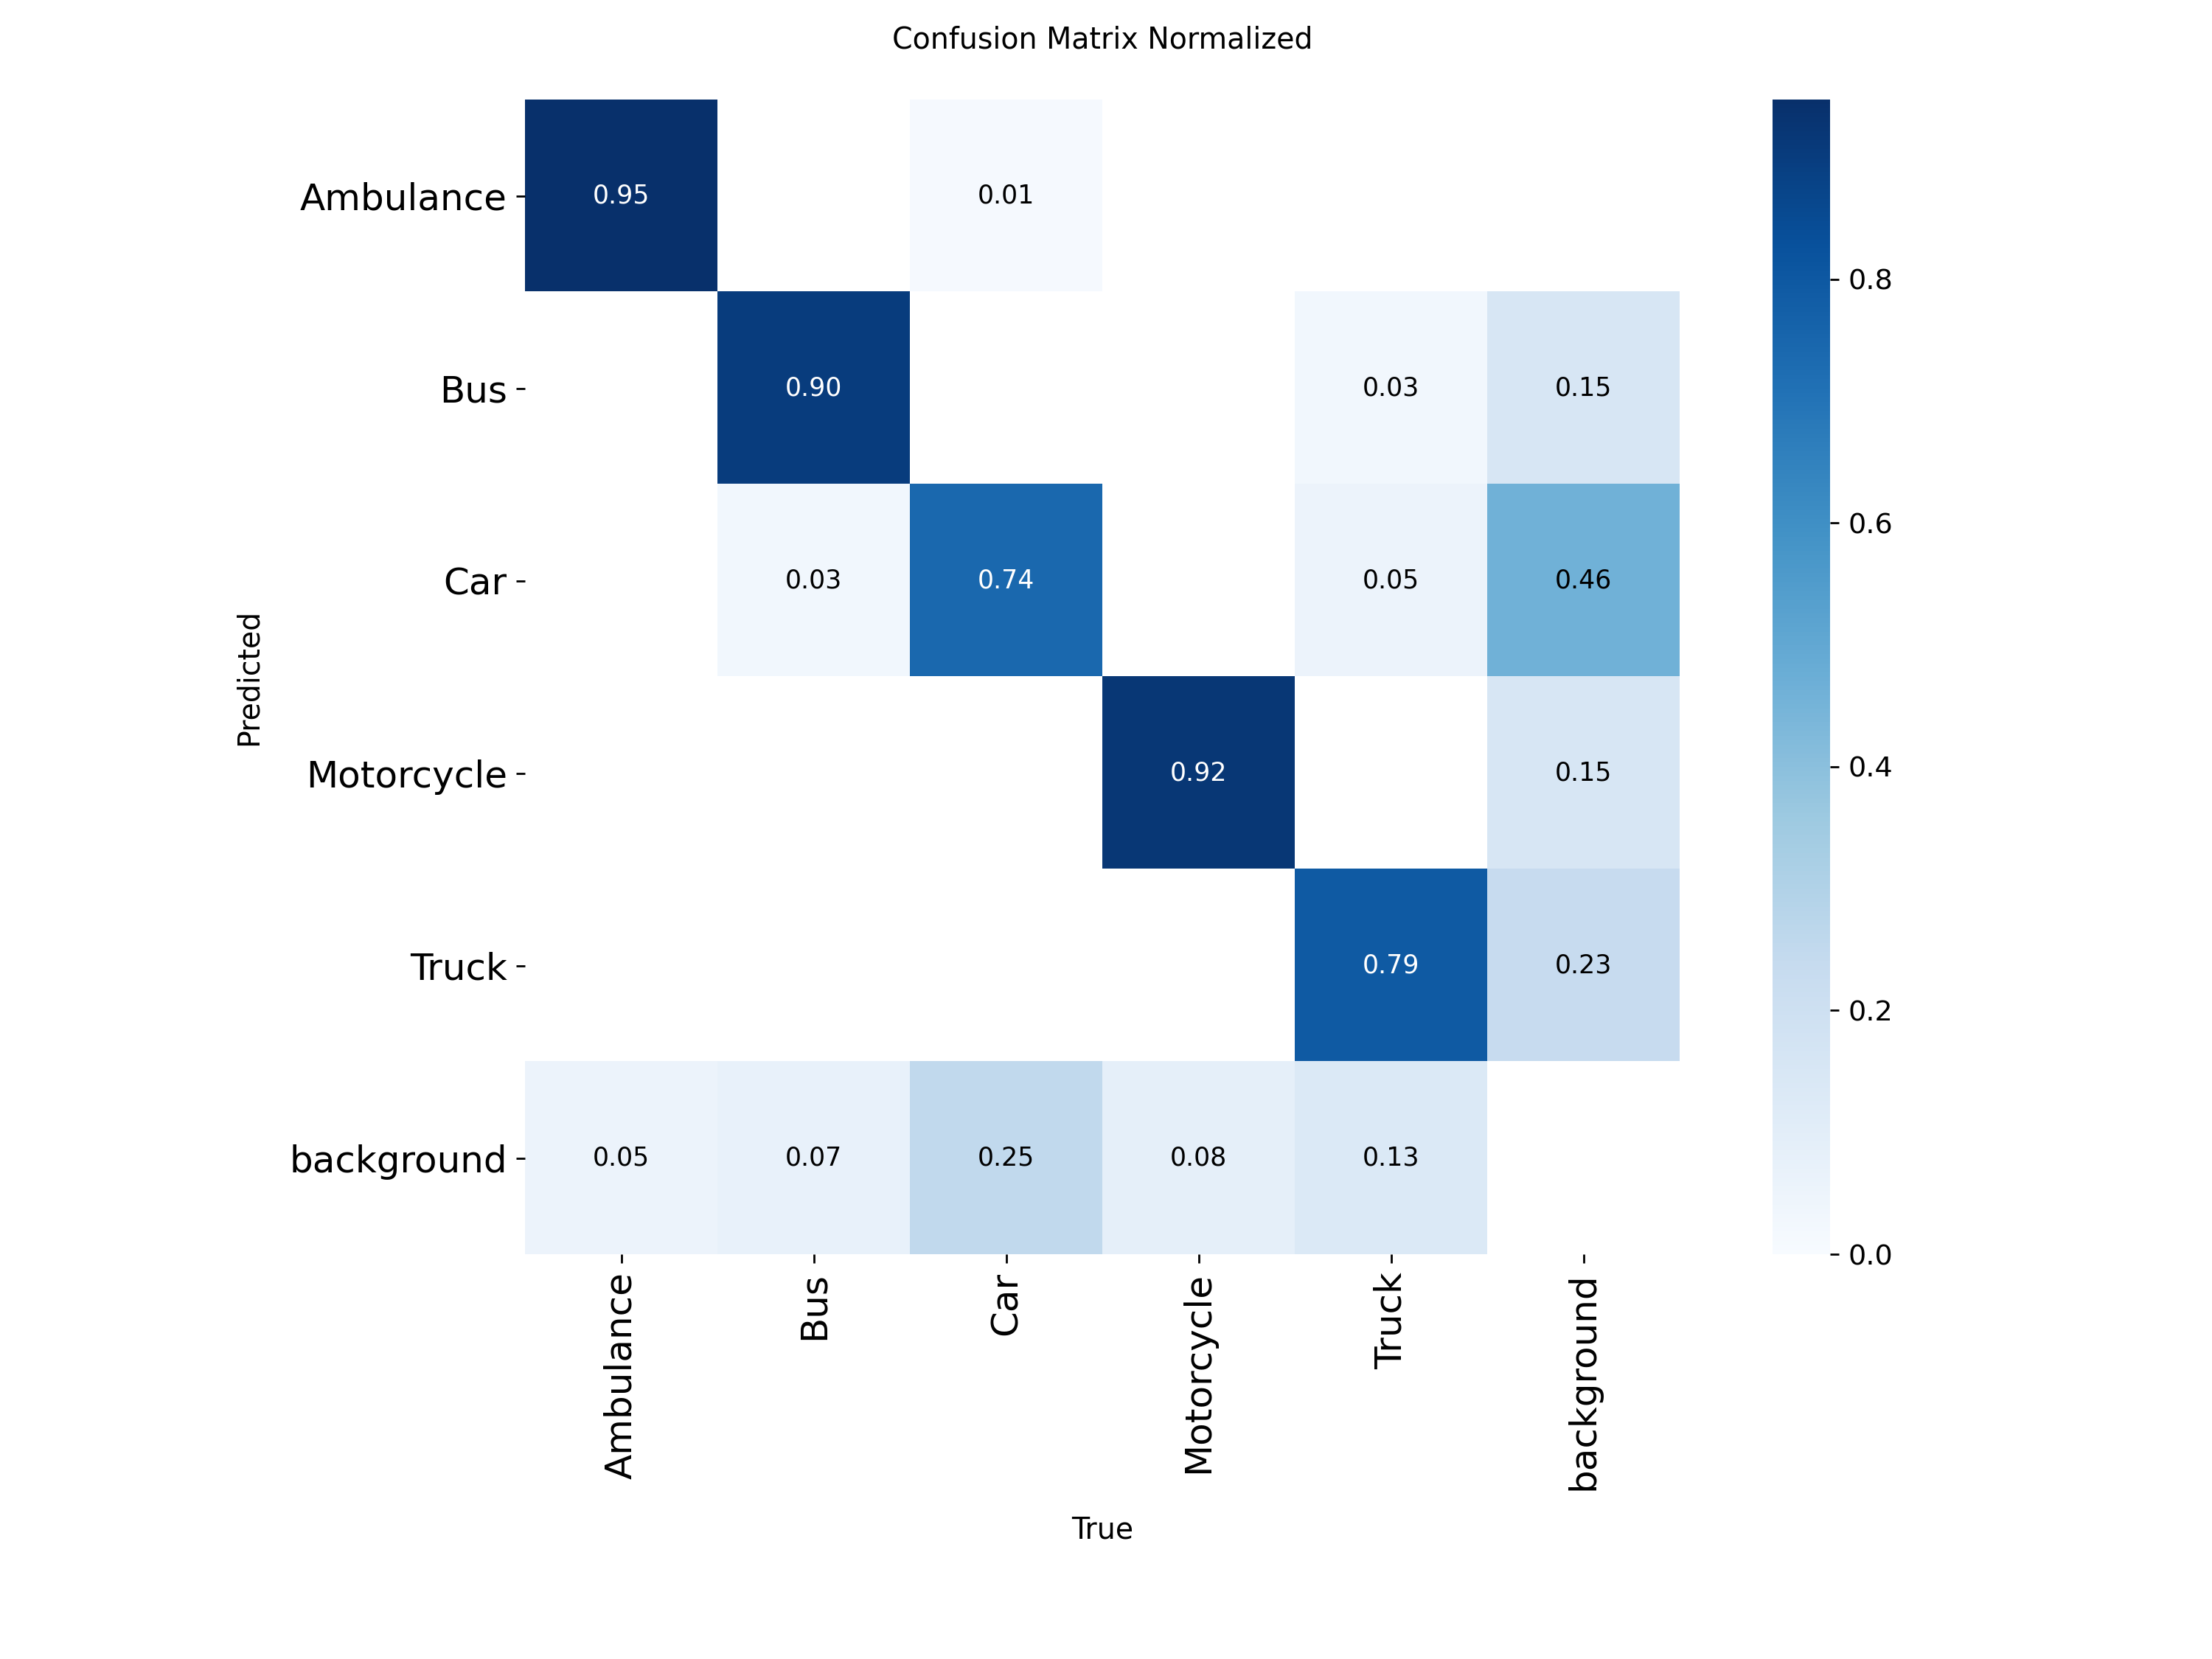 Confusion Matrix Normalized
Predicted
Ambulance 0.95 0.01
Bus 0.90 0.03 0.15
Car 0.03 0.74 0.05 0.46
Motorcycle 0.92 0.15
Truck 0.79 0.23
background 0.05 0.07 0.25 0.08 0.13
Ambulance
Bus
Car
Motorcycle
Truck
background
True
0.8
0.6
0.4
0.2
0.0